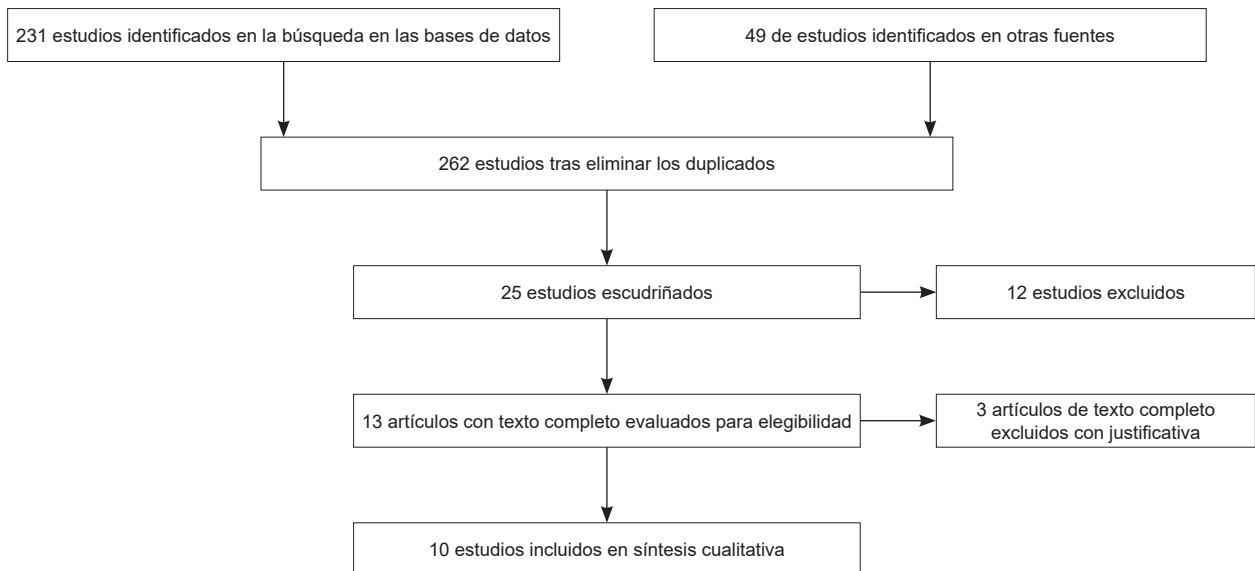 231 estudios identificados en la búsqueda en las bases de datos
49 de estudios identificados en otras fuentes
262 estudios tras eliminar los duplicados
25 estudios escudriñados
12 estudios excluidos
13 artículos con texto completo evaluados para elegibilidad
3 artículos de texto completo
excluidos con justificativa
10 estudios incluidos en síntesis cualitativa